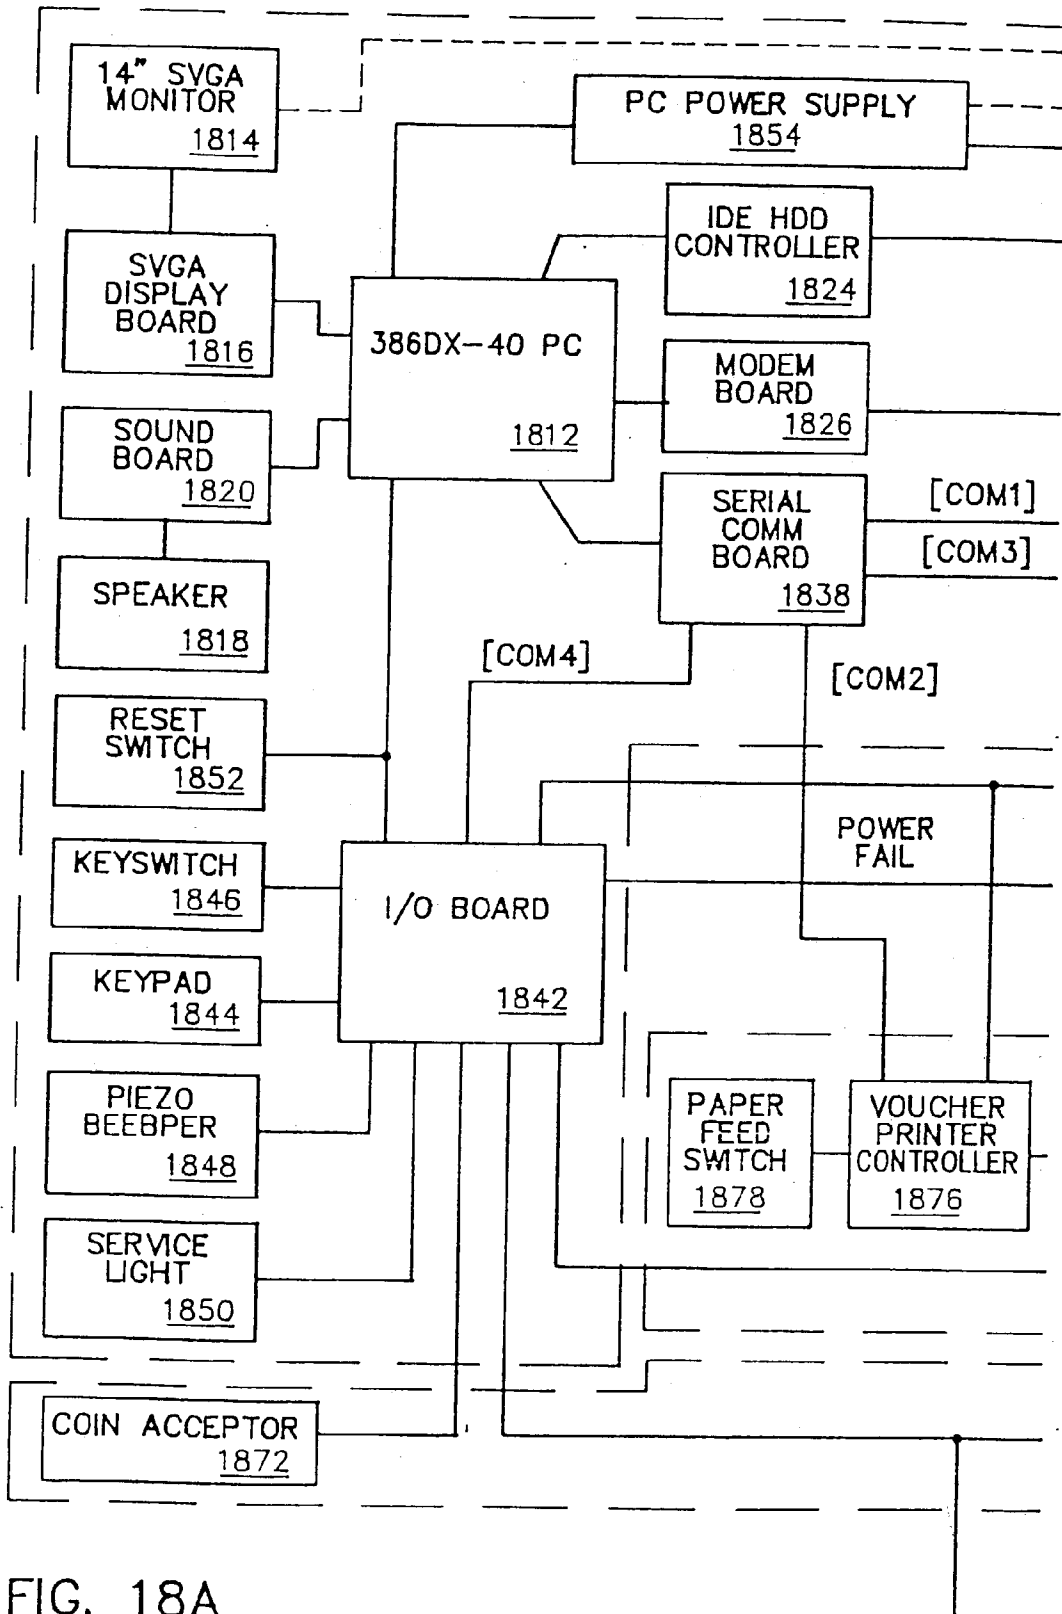 14" SVGA
MONITOR
1814
PC POWER SUPPLY
1854
IDE HDD
CONTROLLER
1824
SVGA
DISPLAY
BOARD
1816
386DX-40 PC
1812
MODEM
BOARD
1826
SOUND
BOARD
1820
SERIAL
COMM
BOARD
1838
[COM1]
[COM3]
SPEAKER
1818
[COM4]
[COM2]
RESET
SWITCH
1852
POWER
FAIL
KEYSWITCH
1846
I/O BOARD
1842
KEYPAD
1844
PIEZO
BEEBPER
1848
PAPER
FEED
SWITCH
1878
VOUCHER
PRINTER
CONTROLLER
1876
SERVICE
LIGHT
1850
COIN ACCEPTOR
1872
FIG. 18A